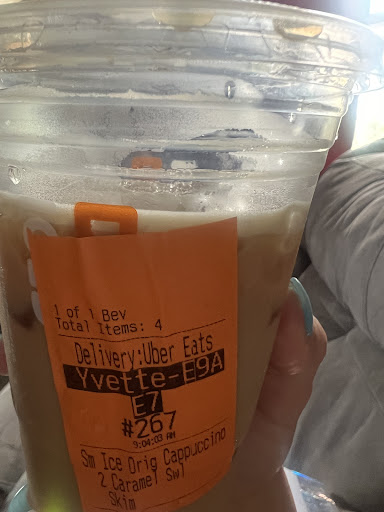 1 of 1 Bev
Total Items: 4
Delivery:Uber Eats
Yvette-E9A
E7
#267
9:04:03 AM
Sm Ice Orig Cappuccino
2 Caramel Swl
Skim